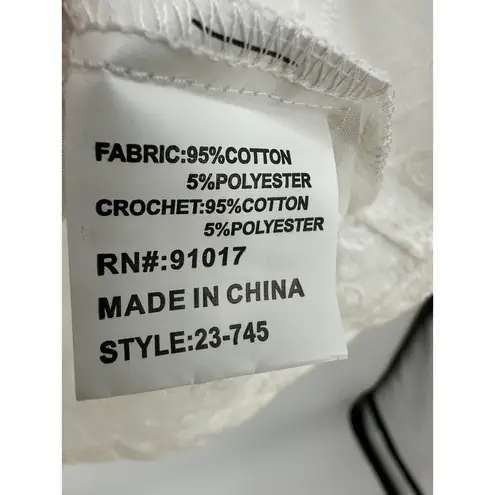 FABRIC:95%COTTON
5%POLYESTER
CROCHET:95%COTTON
5%POLYESTER
RN#:91017
MADE IN CHINA
STYLE:23-745